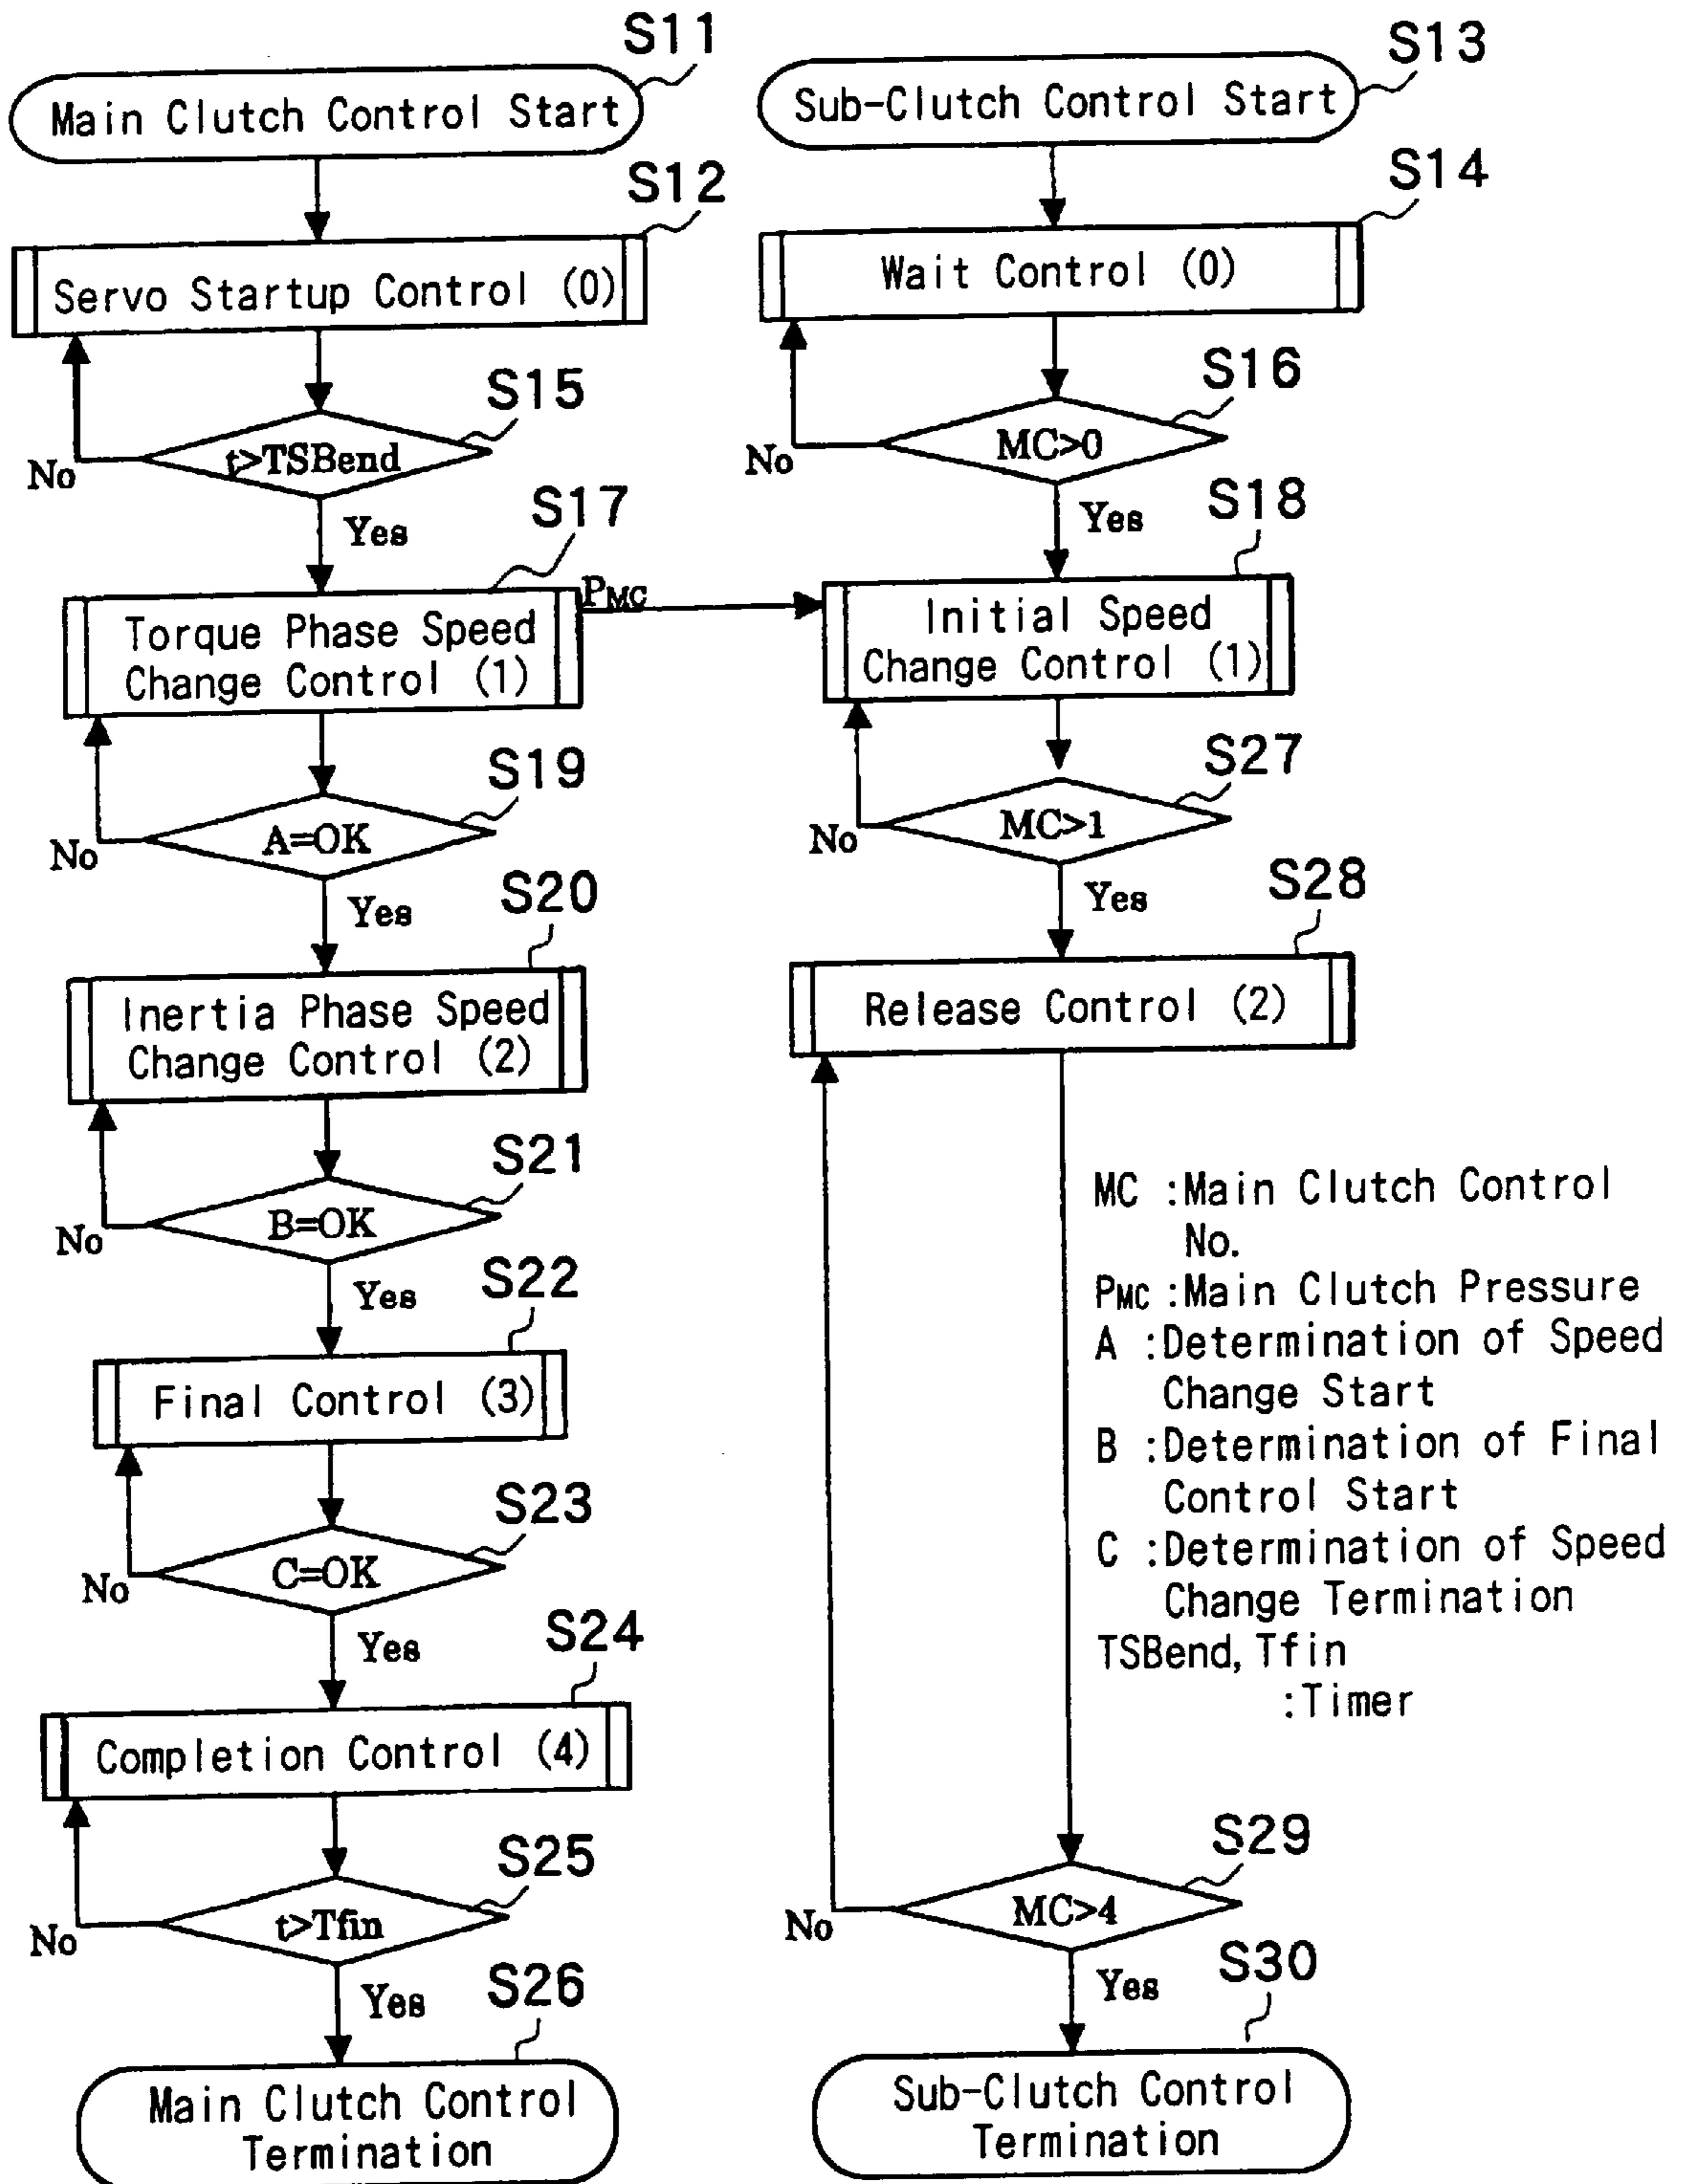 S11
Main Clutch Control Start
S12
Servo Startup Control (0)
S15
t>TSBend
No
Yes
S17
PMC
Torque Phase Speed
Change Control (1)
S19
A=OK
No
Yes
S20
Inertia Phase Speed
Change Control (2)
S21
B=OK
No
Yes
S22
Final Control (3)
S23
C=OK
No
Yes
S24
Completion Control (4)
S25
t>Tfin
No
Yes
S26
Main Clutch Control
Termination
S13
Sub-Clutch Control Start
S14
Wait Control (0)
S16
MC>0
No
Yes
S18
Initial Speed
Change Control (1)
S27
MC>1
No
Yes
S28
Release Control (2)
MC :Main Clutch Control
No.
PMC :Main Clutch Pressure
A :Determination of Speed
Change Start
B :Determination of Final
Control Start
C :Determination of Speed
Change Termination
TSBend, Tfin
:Timer
S29
MC>4
No
Yes
S30
Sub-Clutch Control
Termination